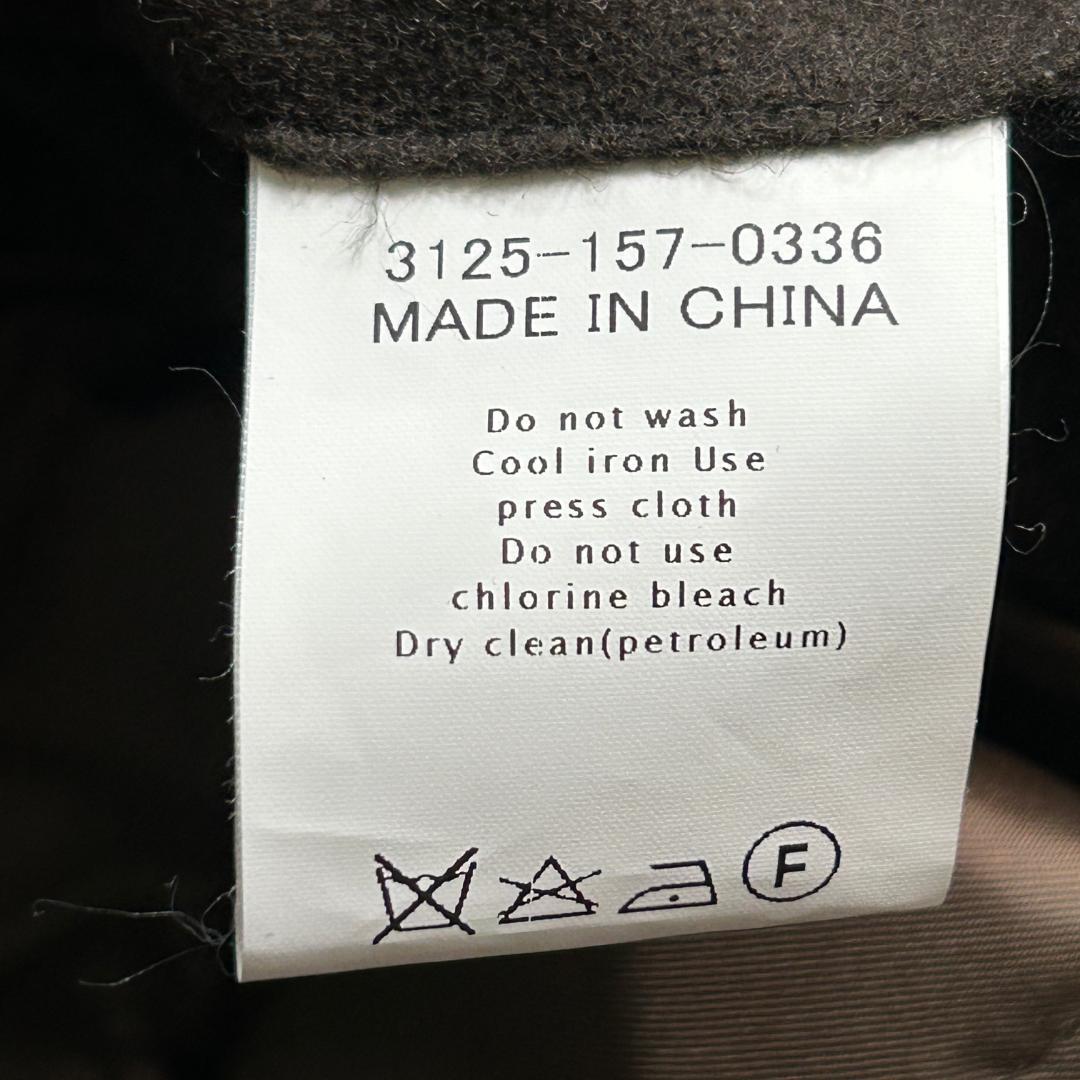 3125-157-0336
MADE IN CHINA
Do not wash
Cool iron Use
press cloth
Do not use
chlorine bleach
Dry clean(petroleum)
F